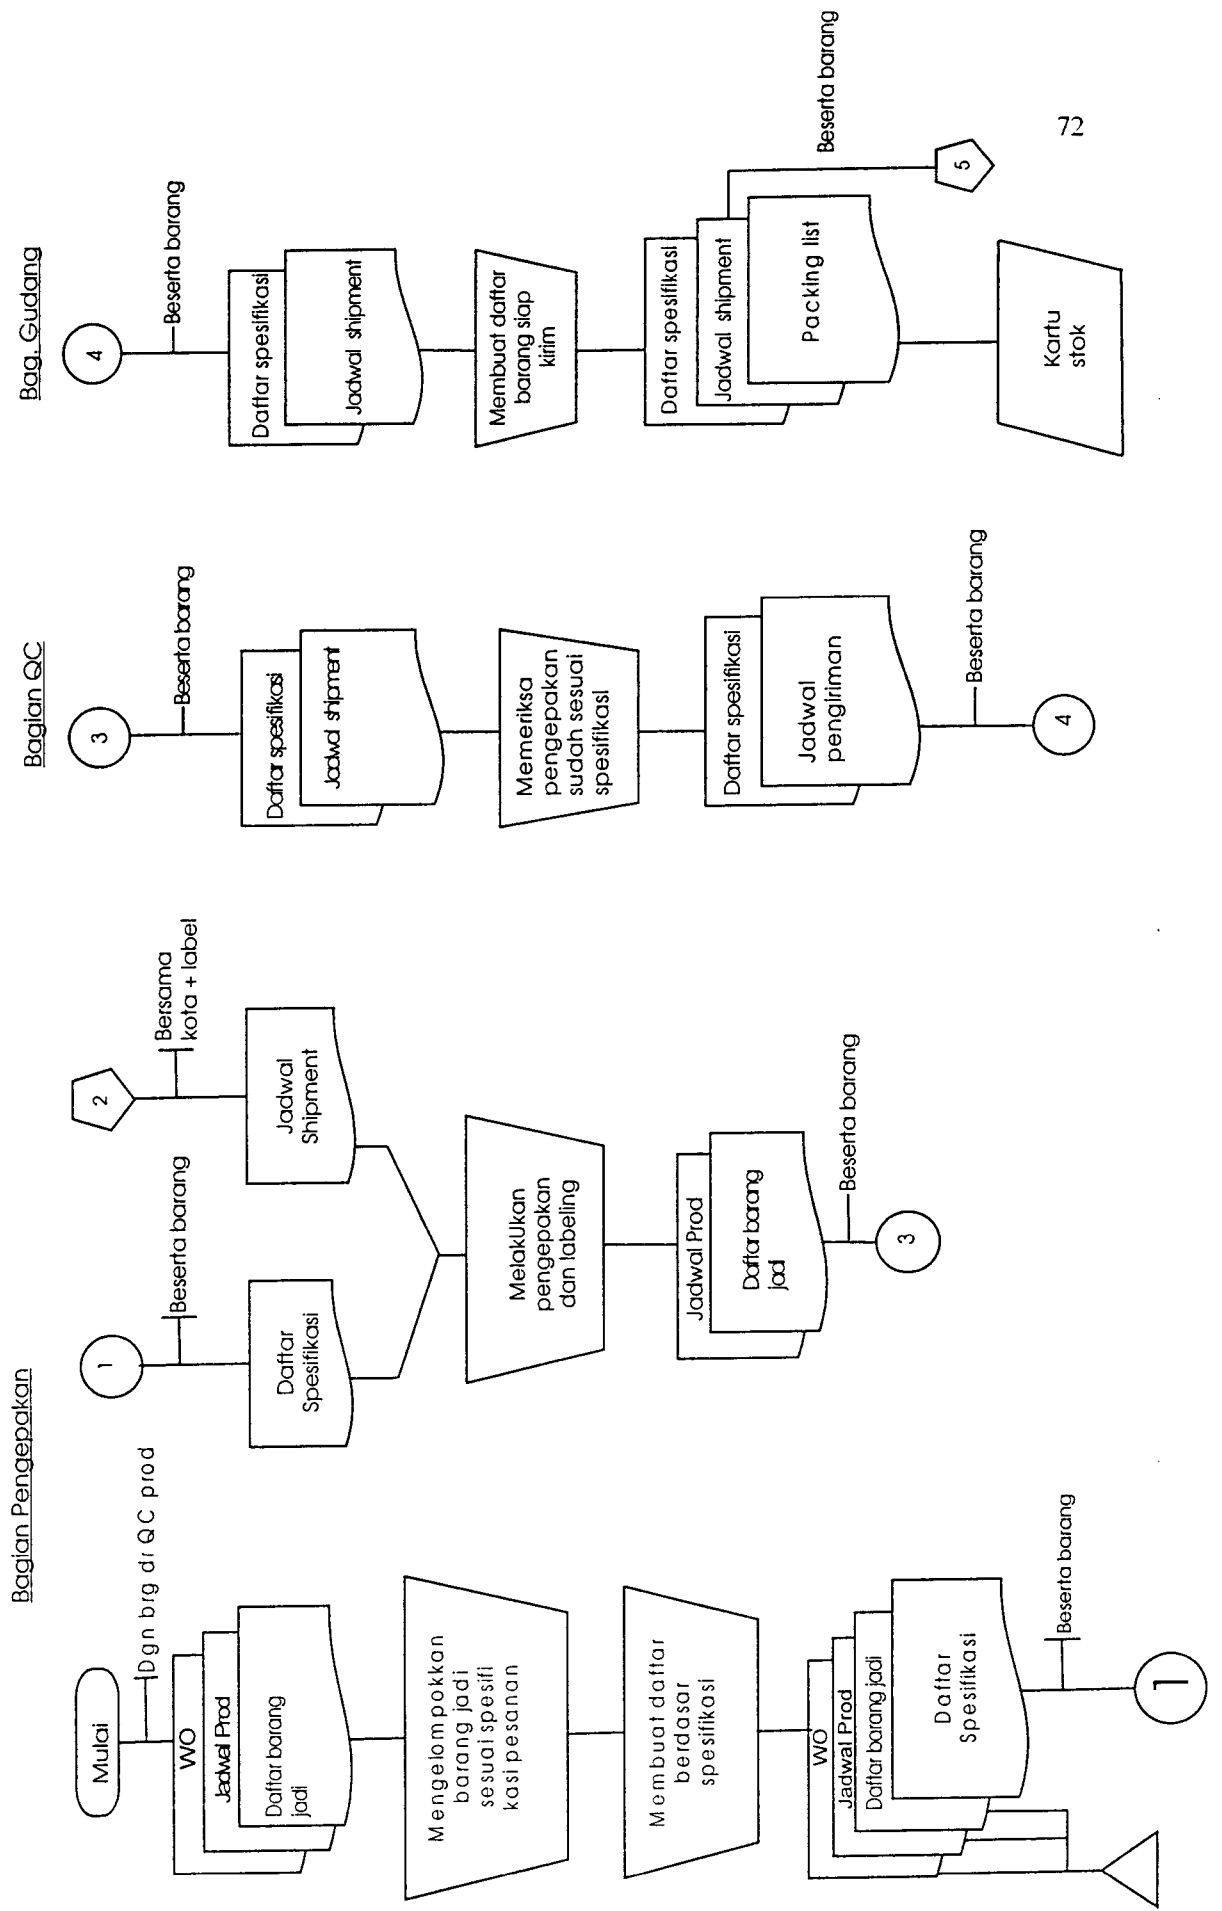 Bagian Pengepakan
Mulai
Dgn brg di QC prod
WO
Jadwal Prod
Daftar barang
jadi
Mengelompokkan
barang jadi
sesuai spesifi
kasi pesanan
Membuat daftar
berdasar
spesifikasi
WO
Jadwal Prod
Daftar barang jadi
Daftar
Spesifikasi
Beserta barang
1
1
Beserta barang
Daftar
Spesifikasi
2
Bersama
kota + label
Jadwal
Shipment
MelakUkan
pengepakan
dan labeling
Jadwal Prod
Daftar barang
jadi
Beserta barang
3
Bagian QC
3
Beserta barang
Daftar spesifikasi
Jadwal shipment
Memeriksa
pengepakan
sudah sesuai
spesifikasI
Daftar spesifikasi
Jadwal
pengiriman
Beserta barang
4
Bag. Gudang
4
Beserta barang
Daftar spesifikasi
Jadwal shipment
Membuat daftar
barang siap
kirim
Daftar spesifikasi
Jadwal shipment
Packing list
Beserta barang
5
Kartu
stok
72